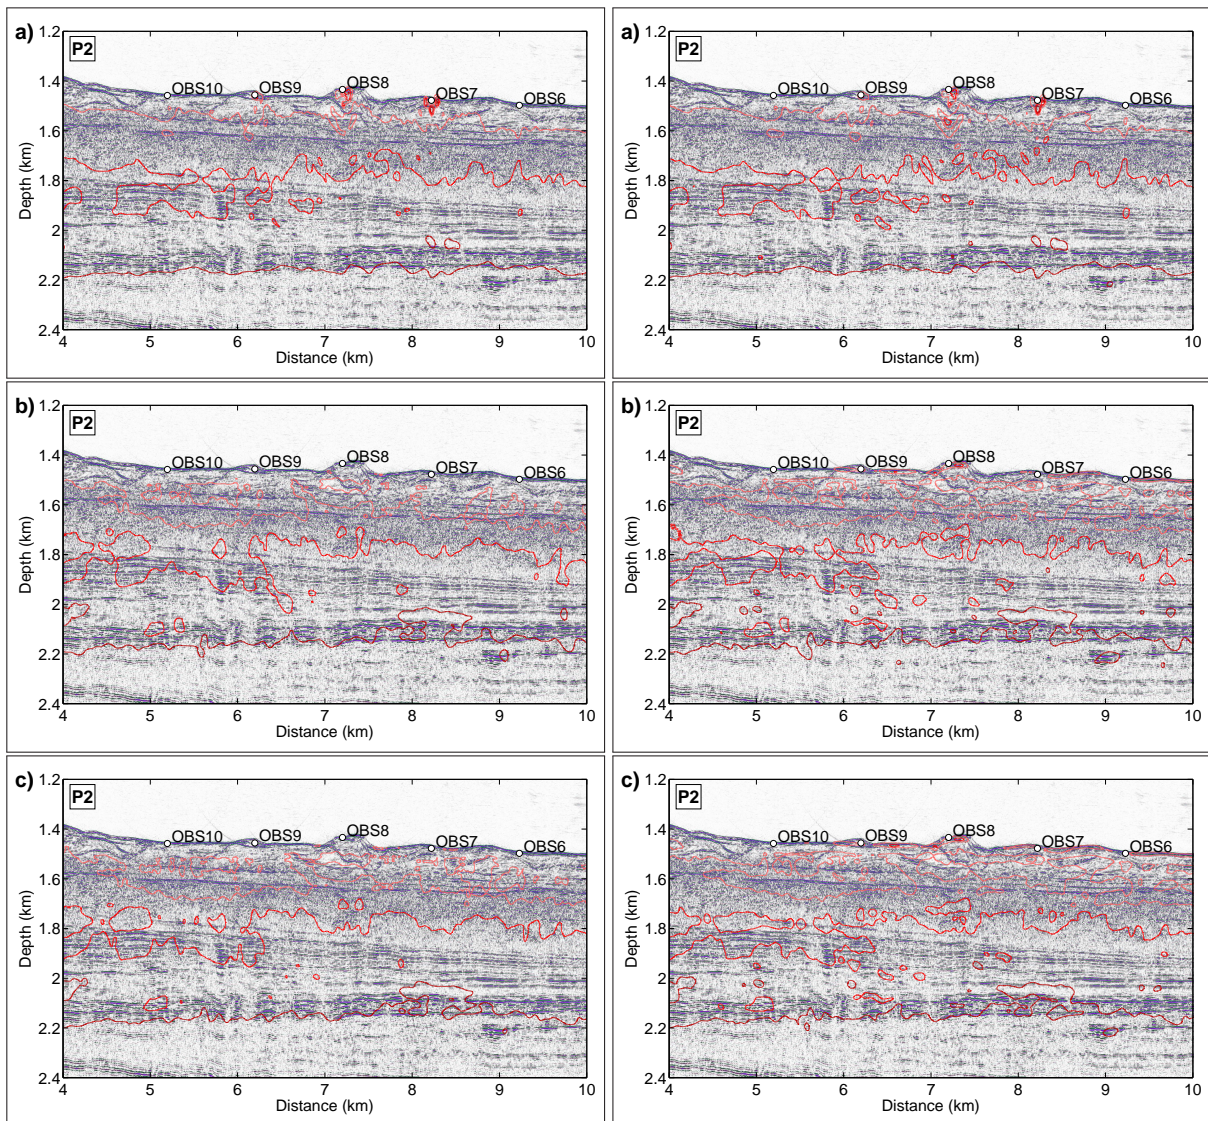 a)
P2
1.2
1.4
1.6
1.8
2
2.2
2.4
Depth (km)
OBS10
OBS9
OBS8
OBS7
OBS6
4 5 6 7 8 9 10
Distance (km)
a)
P2
1.2
1.4
1.6
1.8
2
2.2
2.4
Depth (km)
OBS10
OBS9
OBS8
OBS7
OBS6
4 5 6 7 8 9 10
Distance (km)
b)
P2
1.2
1.4
1.6
1.8
2
2.2
2.4
Depth (km)
OBS10
OBS9
OBS8
OBS7
OBS6
4 5 6 7 8 9 10
Distance (km)
b)
P2
1.2
1.4
1.6
1.8
2
2.2
2.4
Depth (km)
OBS10
OBS9
OBS8
OBS7
OBS6
4 5 6 7 8 9 10
Distance (km)
c)
P2
1.2
1.4
1.6
1.8
2
2.2
2.4
Depth (km)
OBS10
OBS9
OBS8
OBS7
OBS6
4 5 6 7 8 9 10
Distance (km)
c)
P2
1.2
1.4
1.6
1.8
2
2.2
2.4
Depth (km)
OBS10
OBS9
OBS8
OBS7
OBS6
4 5 6 7 8 9 10
Distance (km)